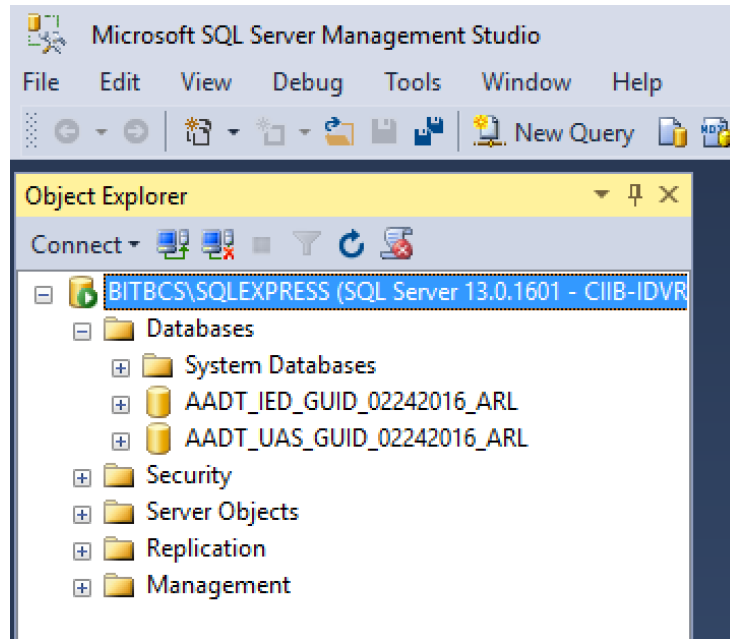 Microsoft SQL Server Management Studio
File Edit View Debug Tools Window Help
New Query
Object Explorer
Connect
BITBCS\SQLEXPRESS (SQL Server 13.0.1601 - CIIB-IDVR
Databases
System Databases
AADT_IED_GUID_02242016_ARL
AADT_UAS_GUID_02242016_ARL
Security
Server Objects
Replication
Management